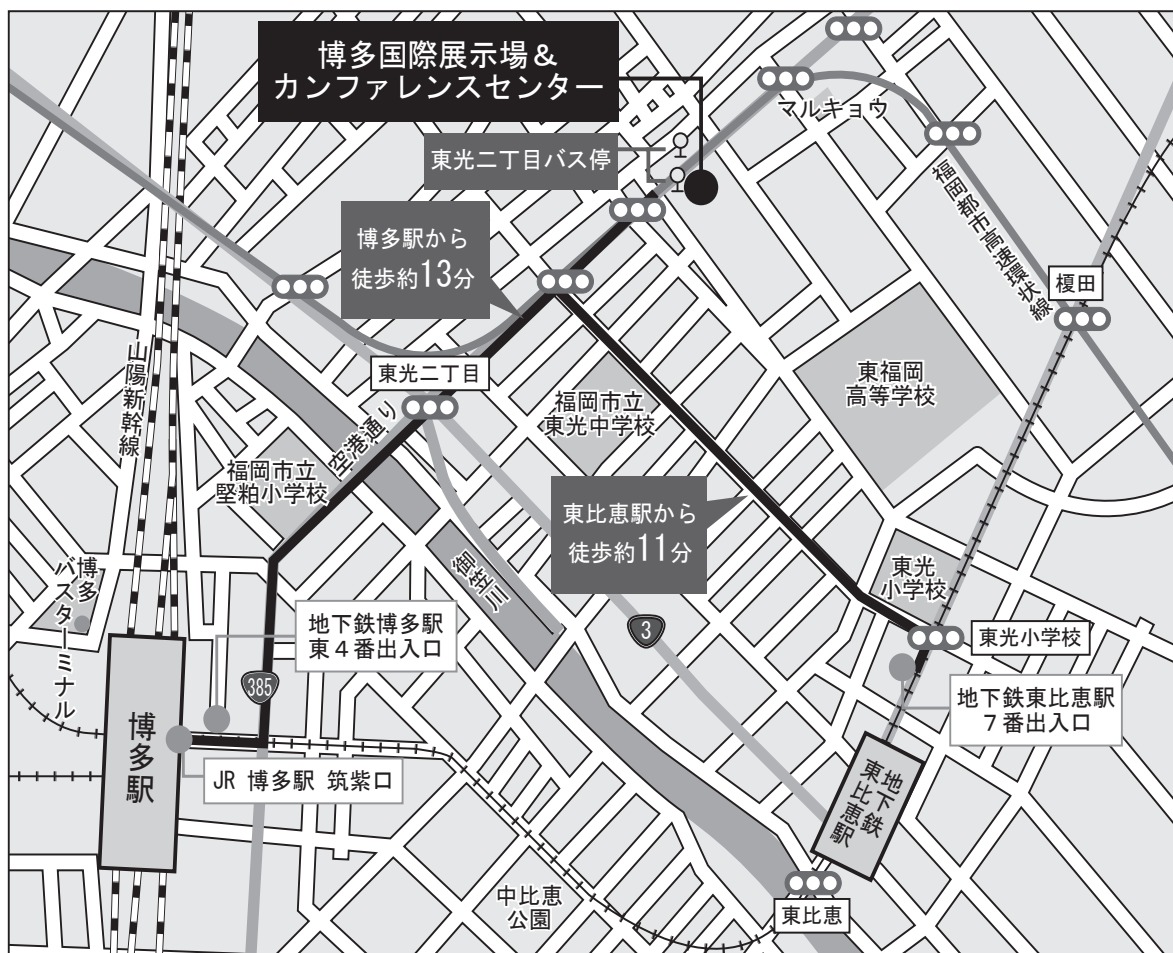 博多国際展示場&
カンファレンスセンター
マルキョウ
東光二丁目バス停
福岡都市高速環状線
博多駅から
徒歩約13分
榎田
山陽新幹線
東光二丁目
東福岡
高等学校
福岡市立
東光中学校
空港通り
福岡市立
堅粕小学校
東比恵駅から
徒歩約11分
東光
小学校
博多
バスターミナル
御笠川
地下鉄博多駅
東4番出入口
3
東光小学校
385
地下鉄東比恵駅
7番出入口
博多駅
JR 博多駅 筑紫口
地下鉄
東比恵駅
中比恵
公園
東比恵